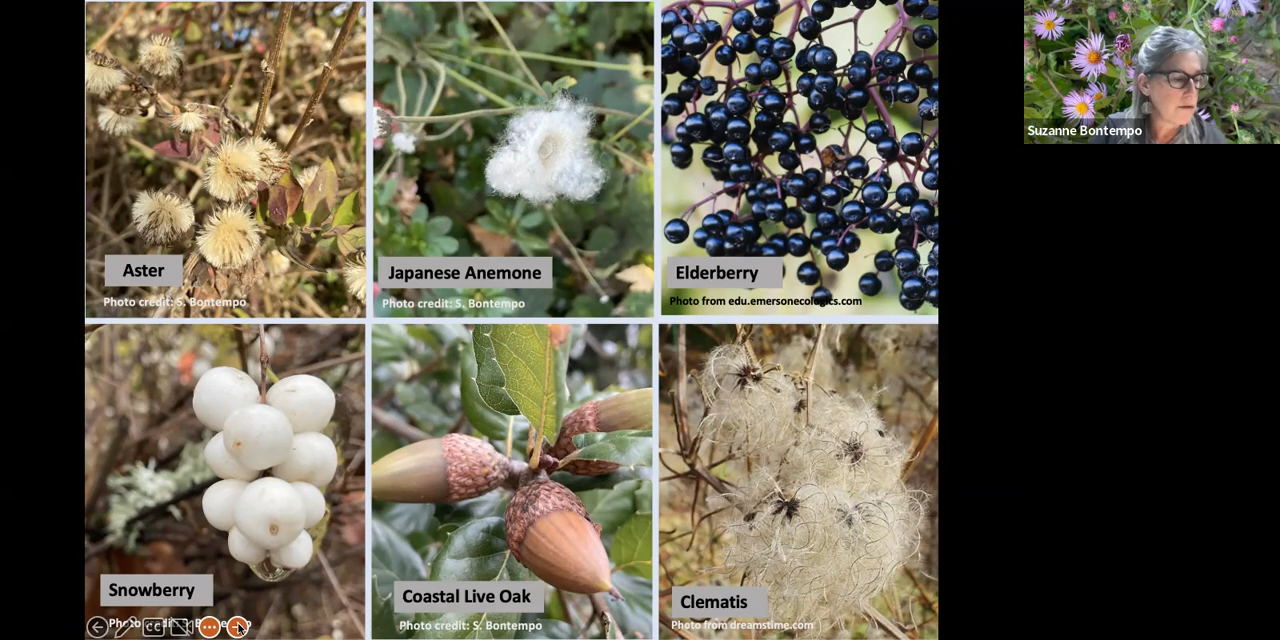 Suzanne Bontempo
Aster
Photo credit: S. Bontempo
Japanese Anemone
Photo credit: S. Bontempo
Elderberry
Photo from edu.emersonecologics.com
Snowberry
CC
Coastal Live Oak
Photo credit: S. Bontempo
Clematis
Photo from dreamstime.com